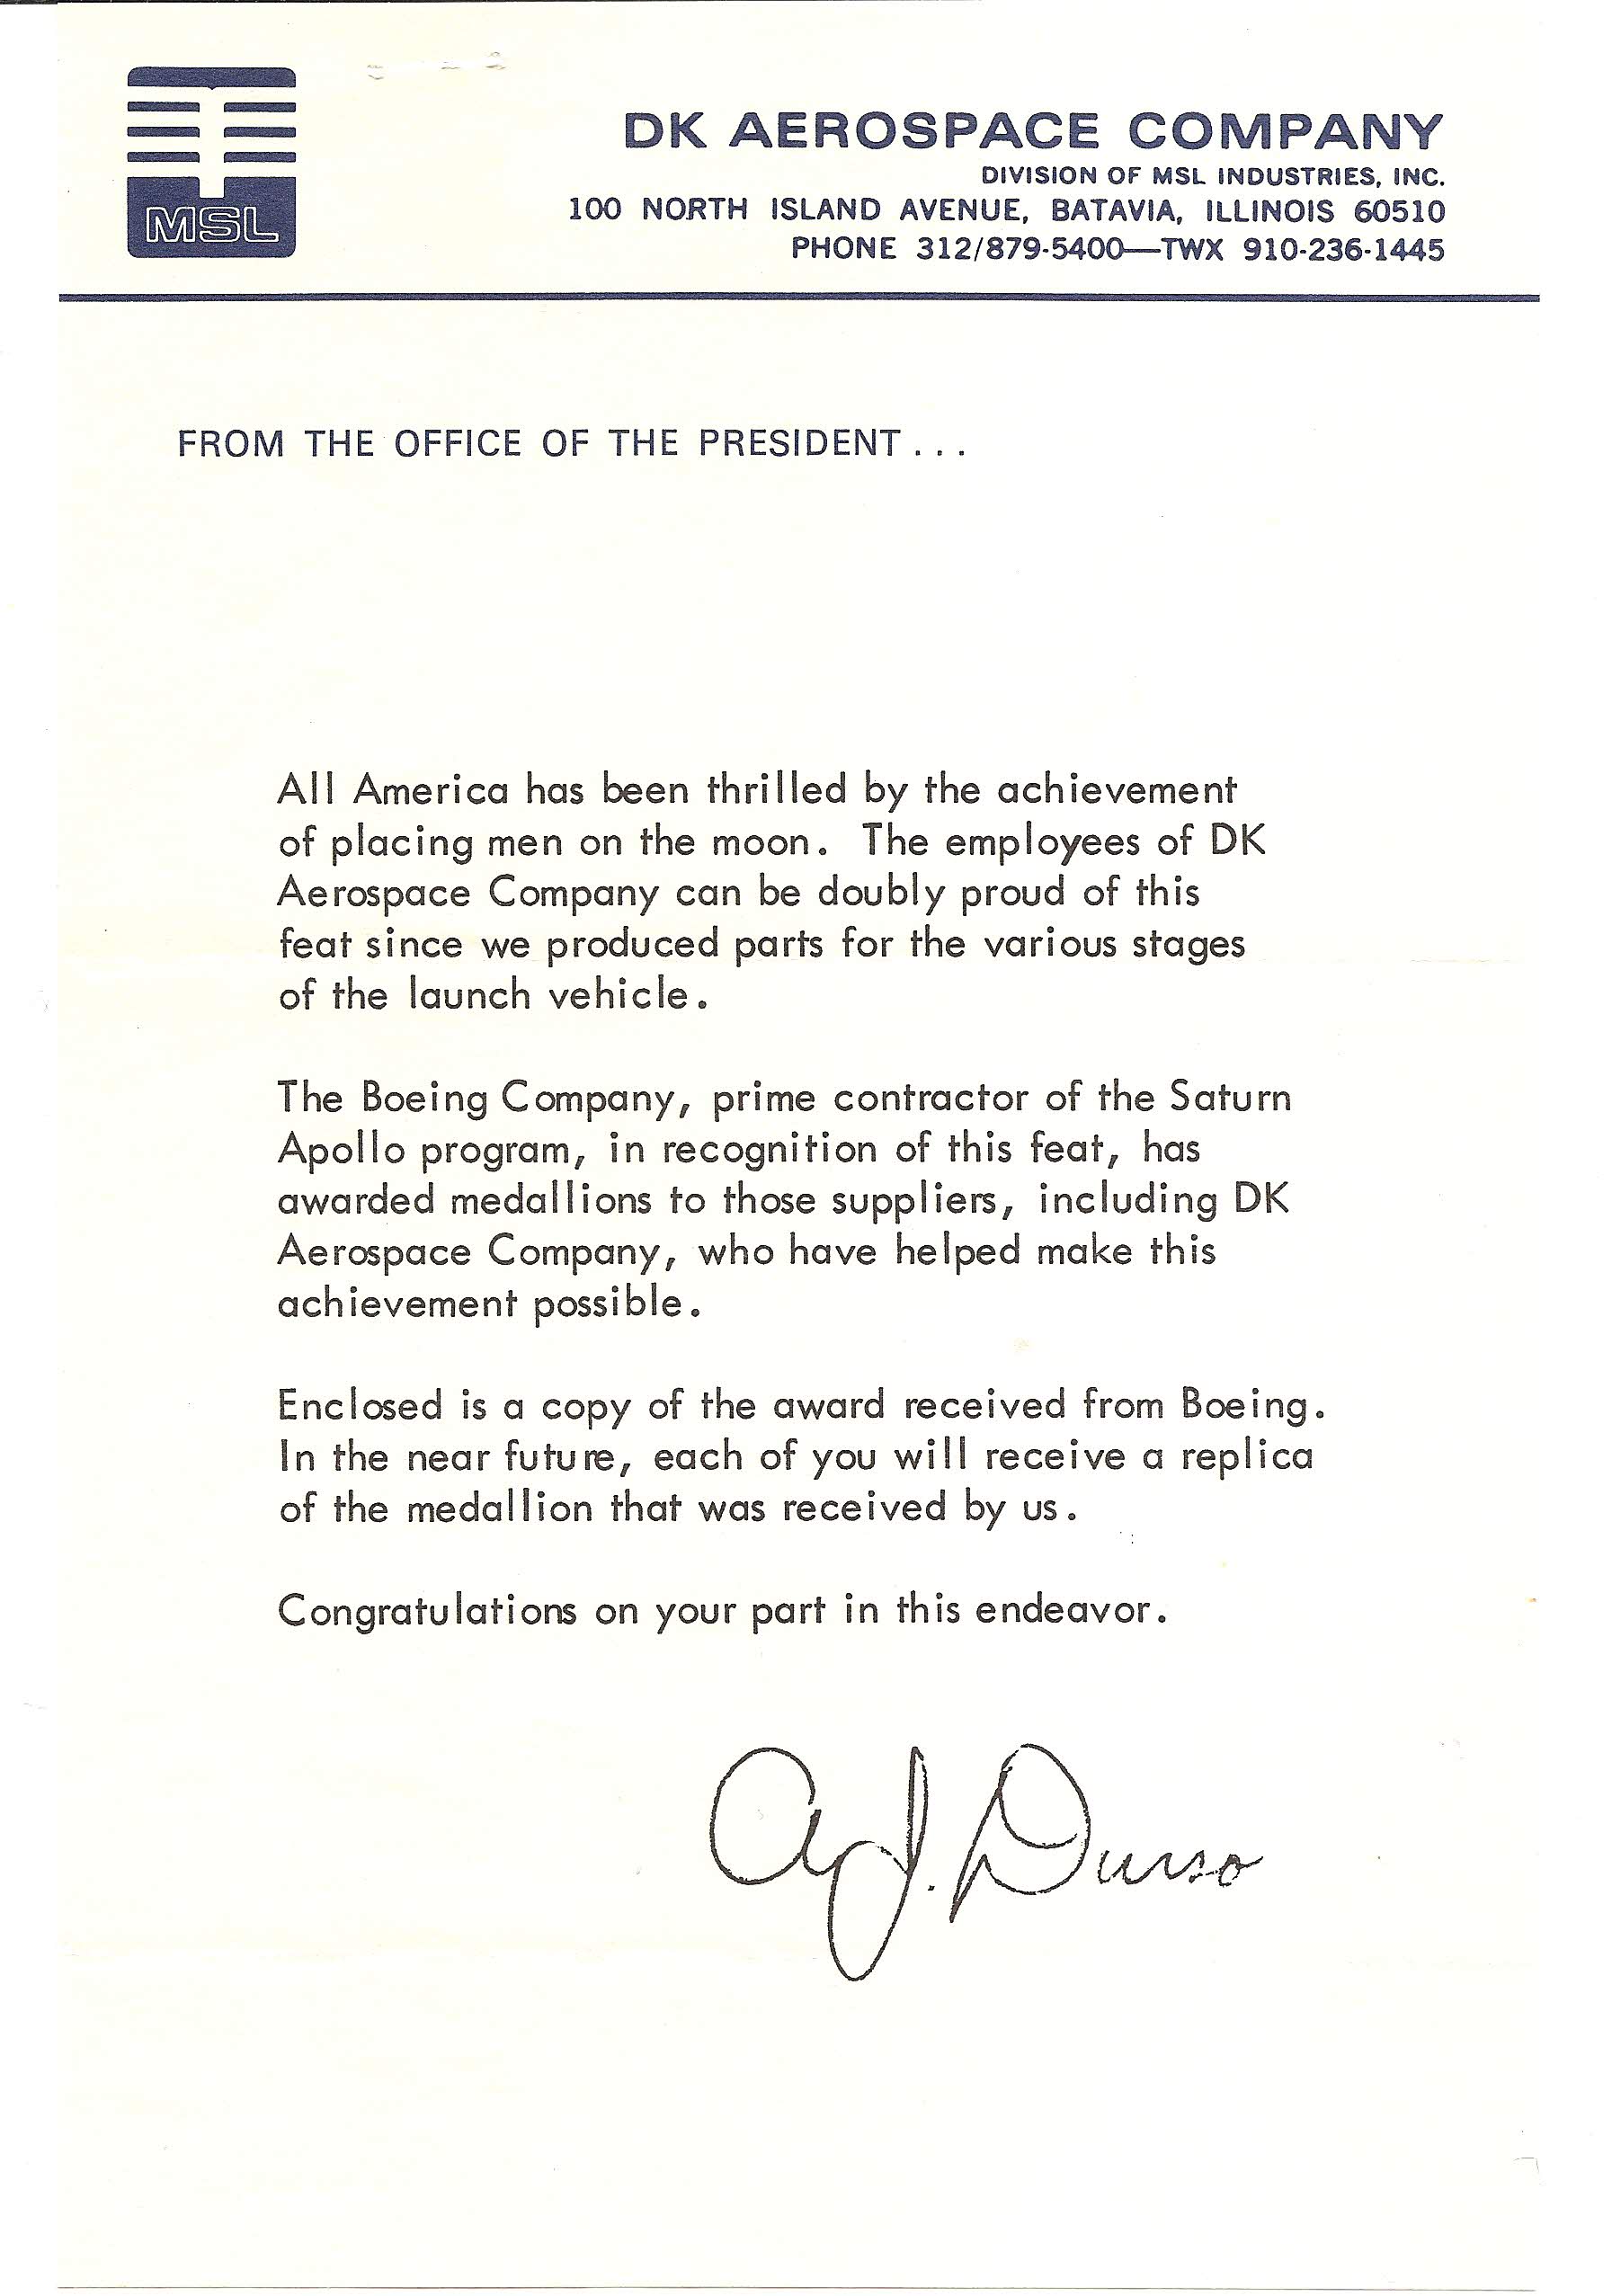 MSL
DK AEROSPACE COMPANY
DIVISION OF MSL INDUSTRIES, INC.
100 NORTH ISLAND AVENUE, BATAVIA, ILLINOIS 60510
PHONE 312/879-5400—TWX 910-236-1445
FROM THE OFFICE OF THE PRESIDENT...
All America has been thrilled by the achievement
of placing men on the moon. The employees of DK
Aerospace Company can be doubly proud of this
feat since we produced parts for the various stages
of the launch vehicle.
The Boeing Company, prime contractor of the Saturn
Apollo program, in recognition of this feat, has
awarded medallions to those suppliers, including DK
Aerospace Company, who have helped make this
achievement possible.
Enclosed is a copy of the award received from Boeing.
In the near future, each of you will receive a replica
of the medallion that was received by us.
Congratulations on your part in this endeavor.
A.J. Durso